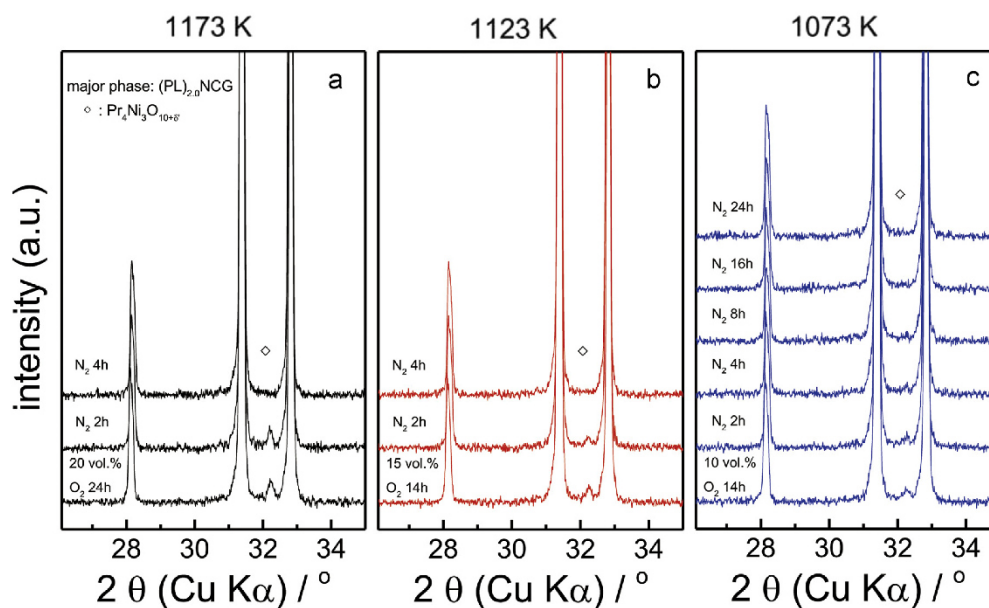 1173 K
1123 K
1073 K
intensity (a.u.)
a
major phase: (PL)₂.₀NCG
◇ : Pr₄Ni₃O₁₀₊δ'
N₂ 4h
N₂ 2h
20 vol.%
O₂ 24h
28 30 32 34
2 θ (Cu Kα) / °
b
N₂ 4h
N₂ 2h
15 vol.%
O₂ 14h
28 30 32 34
2 θ (Cu Kα) / °
c
N₂ 24h
N₂ 16h
N₂ 8h
N₂ 4h
N₂ 2h
10 vol.%
O₂ 14h
28 30 32 34
2 θ (Cu Kα) / °